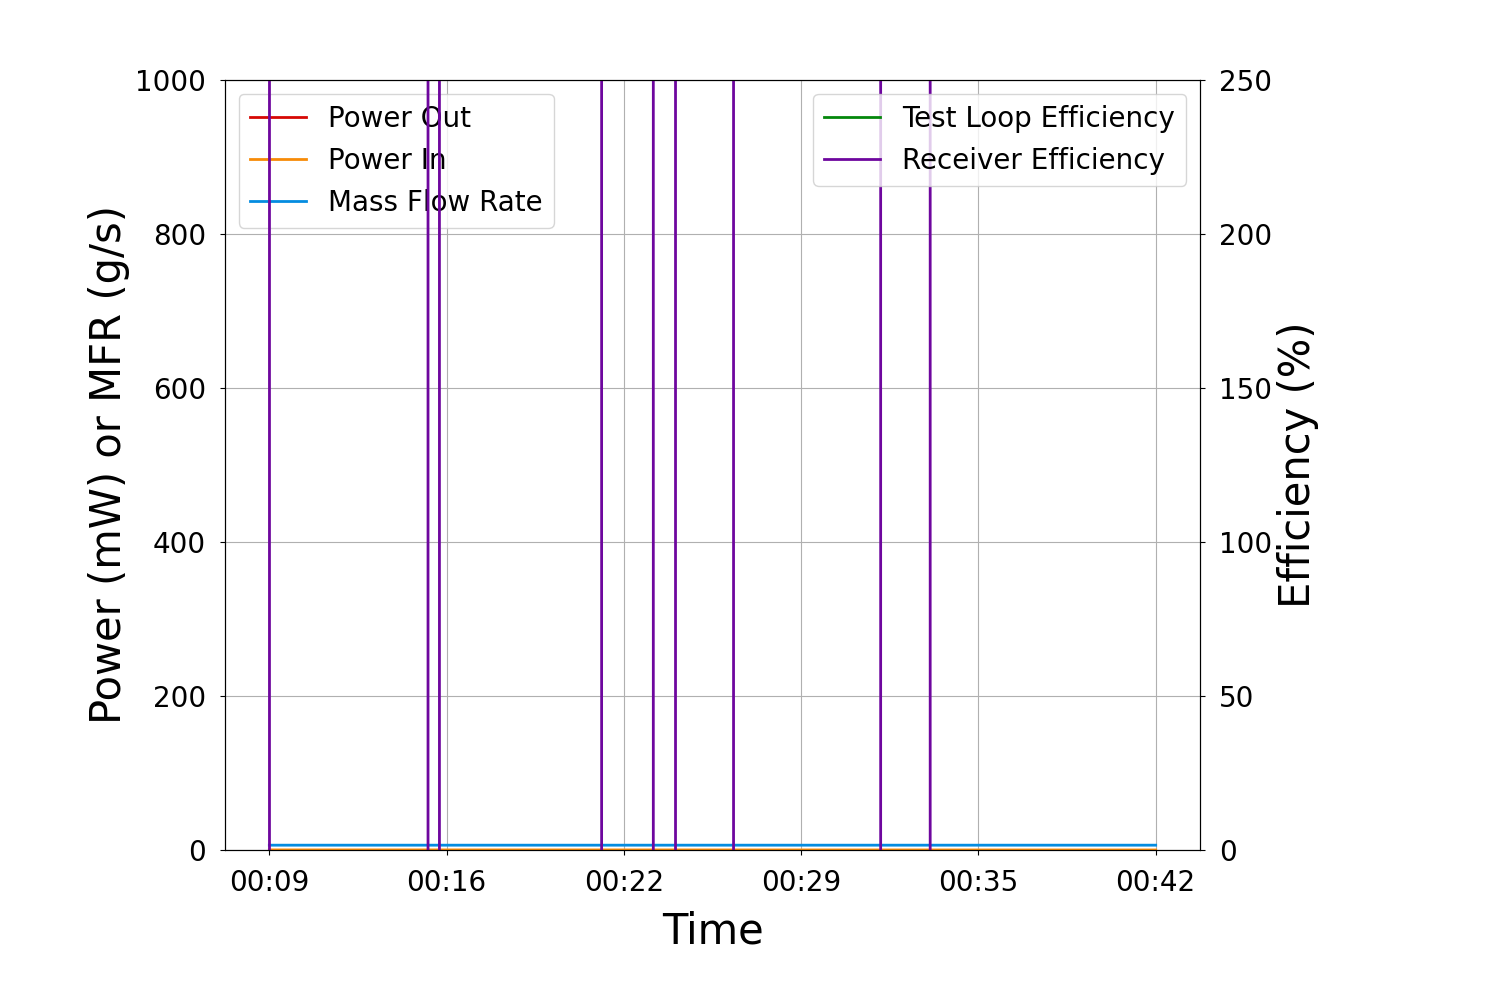 Power Out
Power In
Mass Flow Rate
Test Loop Efficiency
Receiver Efficiency
1000
800
600
400
200
0
Power (mW) or MFR (g/s)
250
200
150
100
50
0
Efficiency (%)
00:09 00:16 00:22 00:29 00:35 00:42
Time